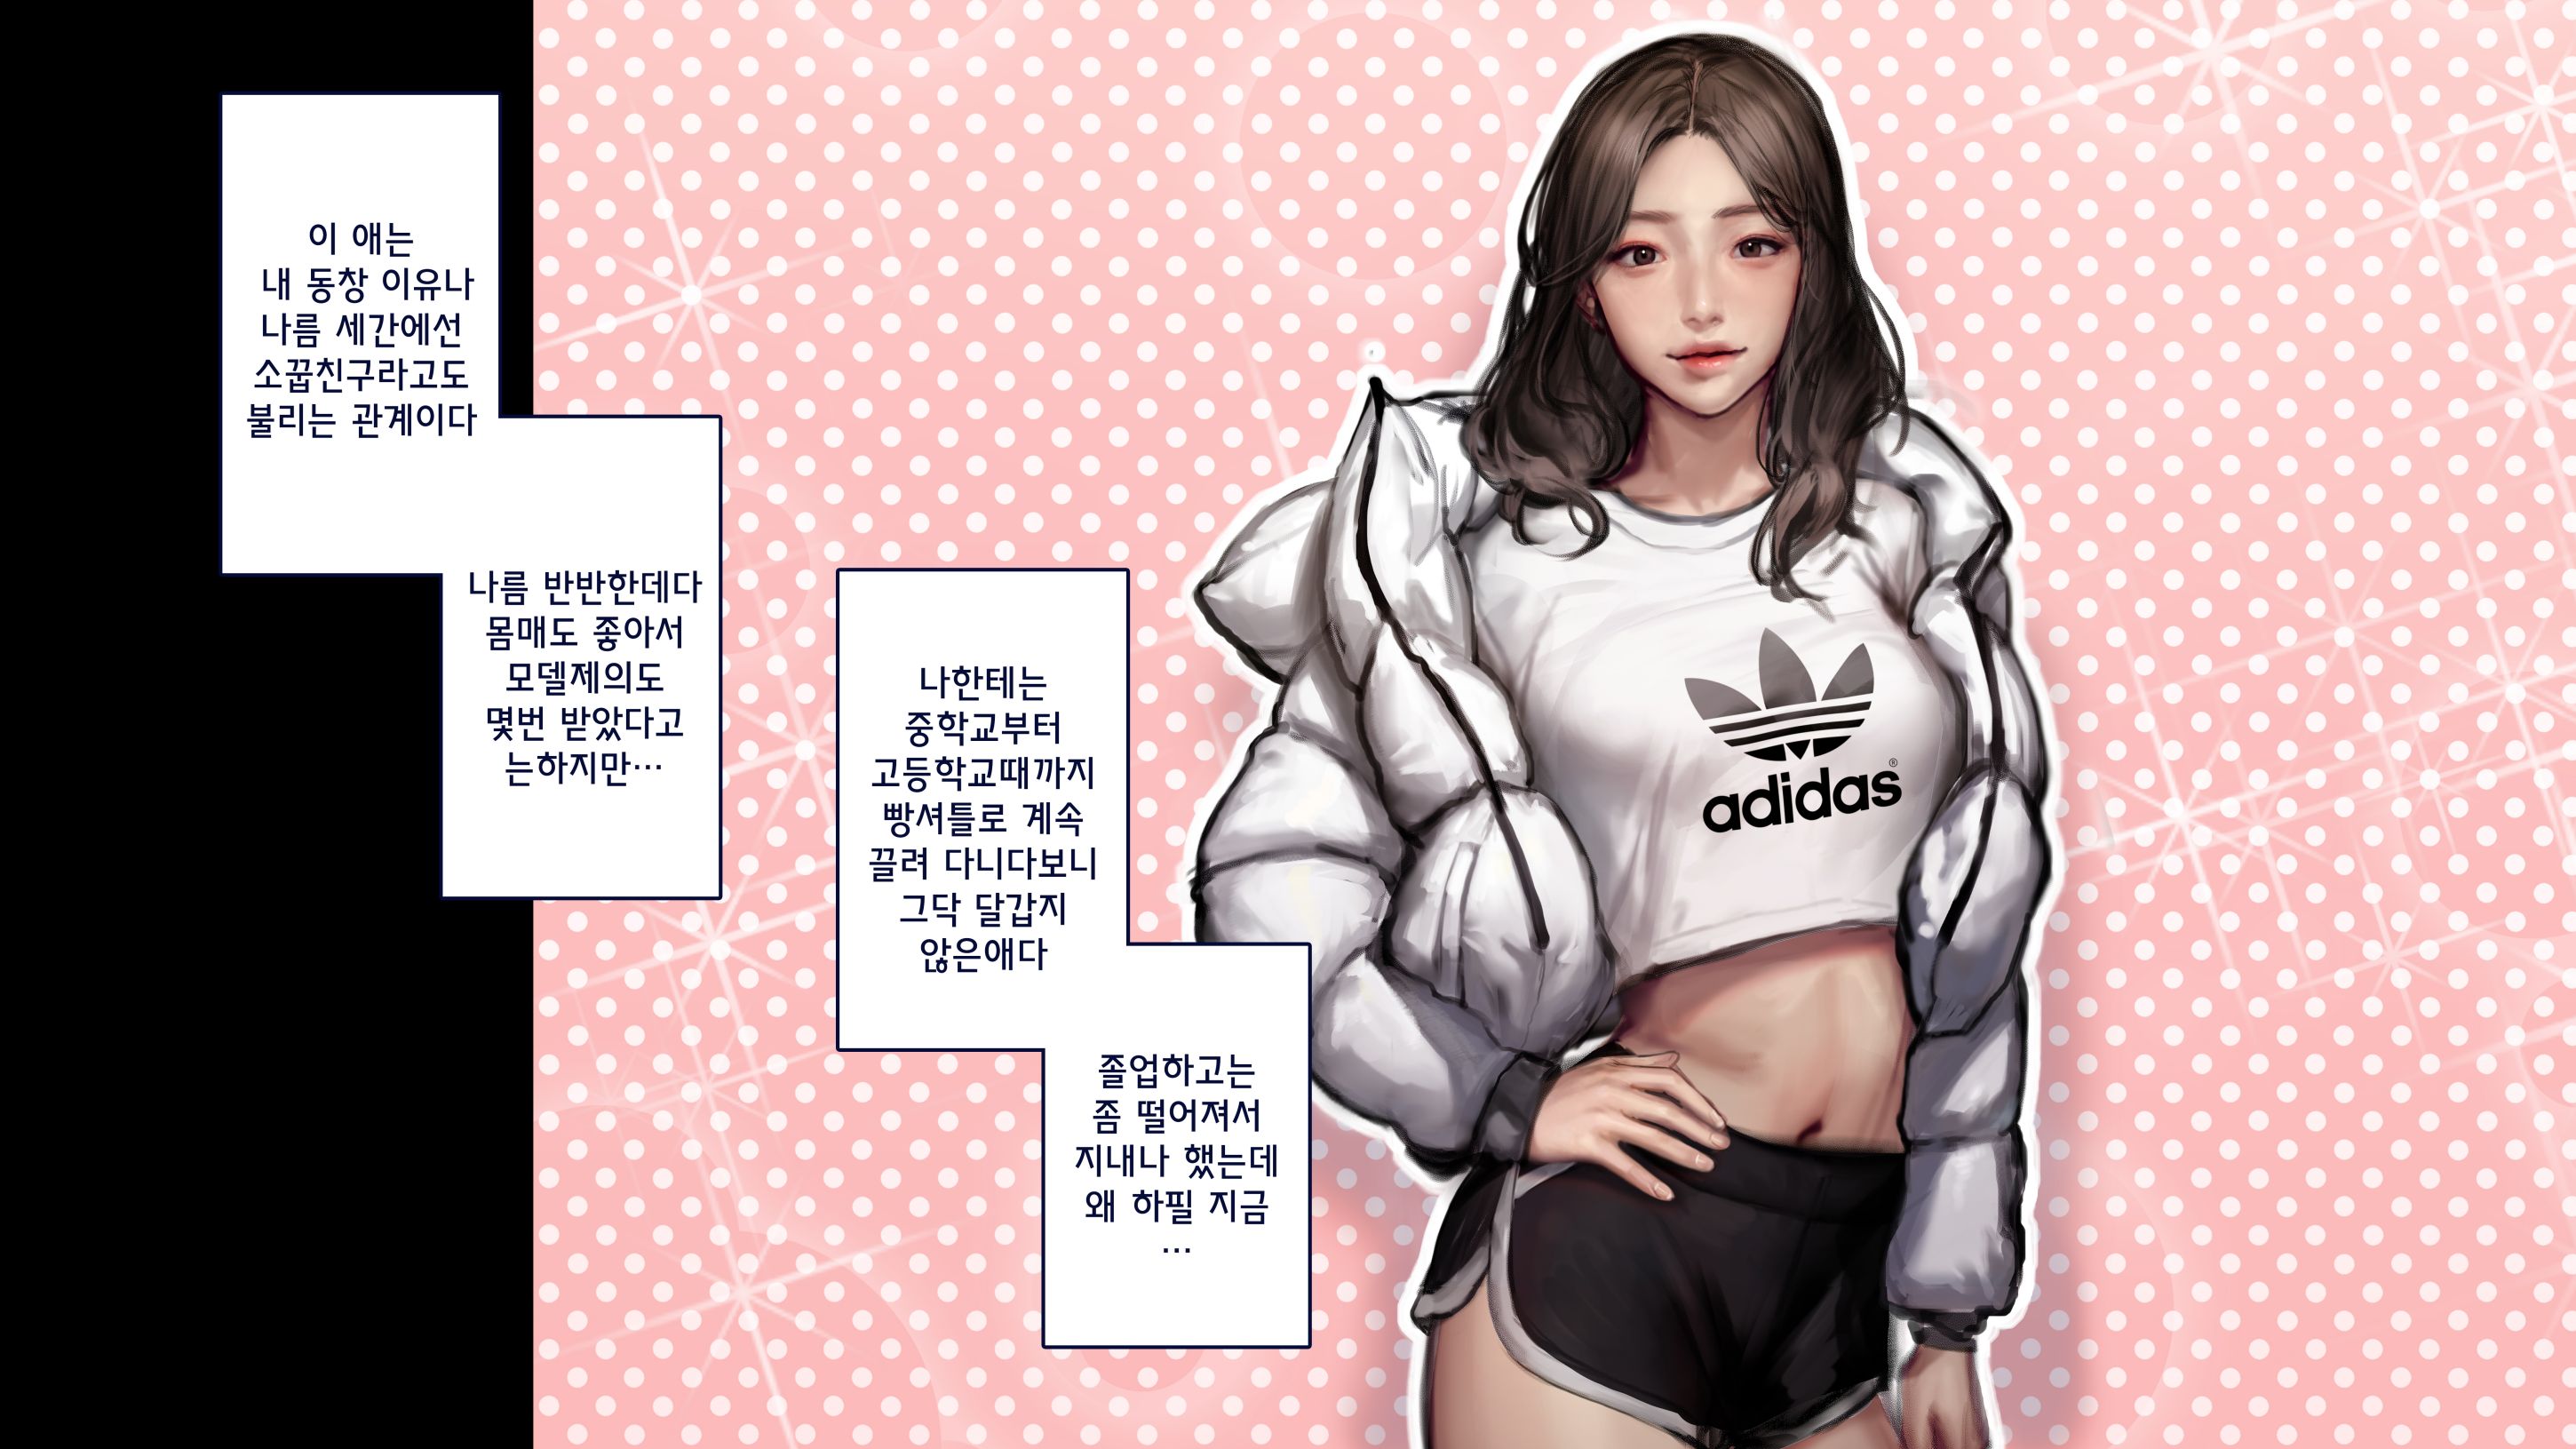 이 애는
내 동창 이유나
나름 세간에선
소꿉친구라고도
불리는 관계이다
나름 반반한데다
몸매도 좋아서
모델제의도
몇번 받았다고
는하지만…
나한테는
중학교부터
고등학교때까지
빵셔틀로 계속
끌려 다니다보니
그닥 달갑지
않은애다
졸업하고는
좀 떨어져서
지내나 했는데
왜 하필 지금
…
adidas®